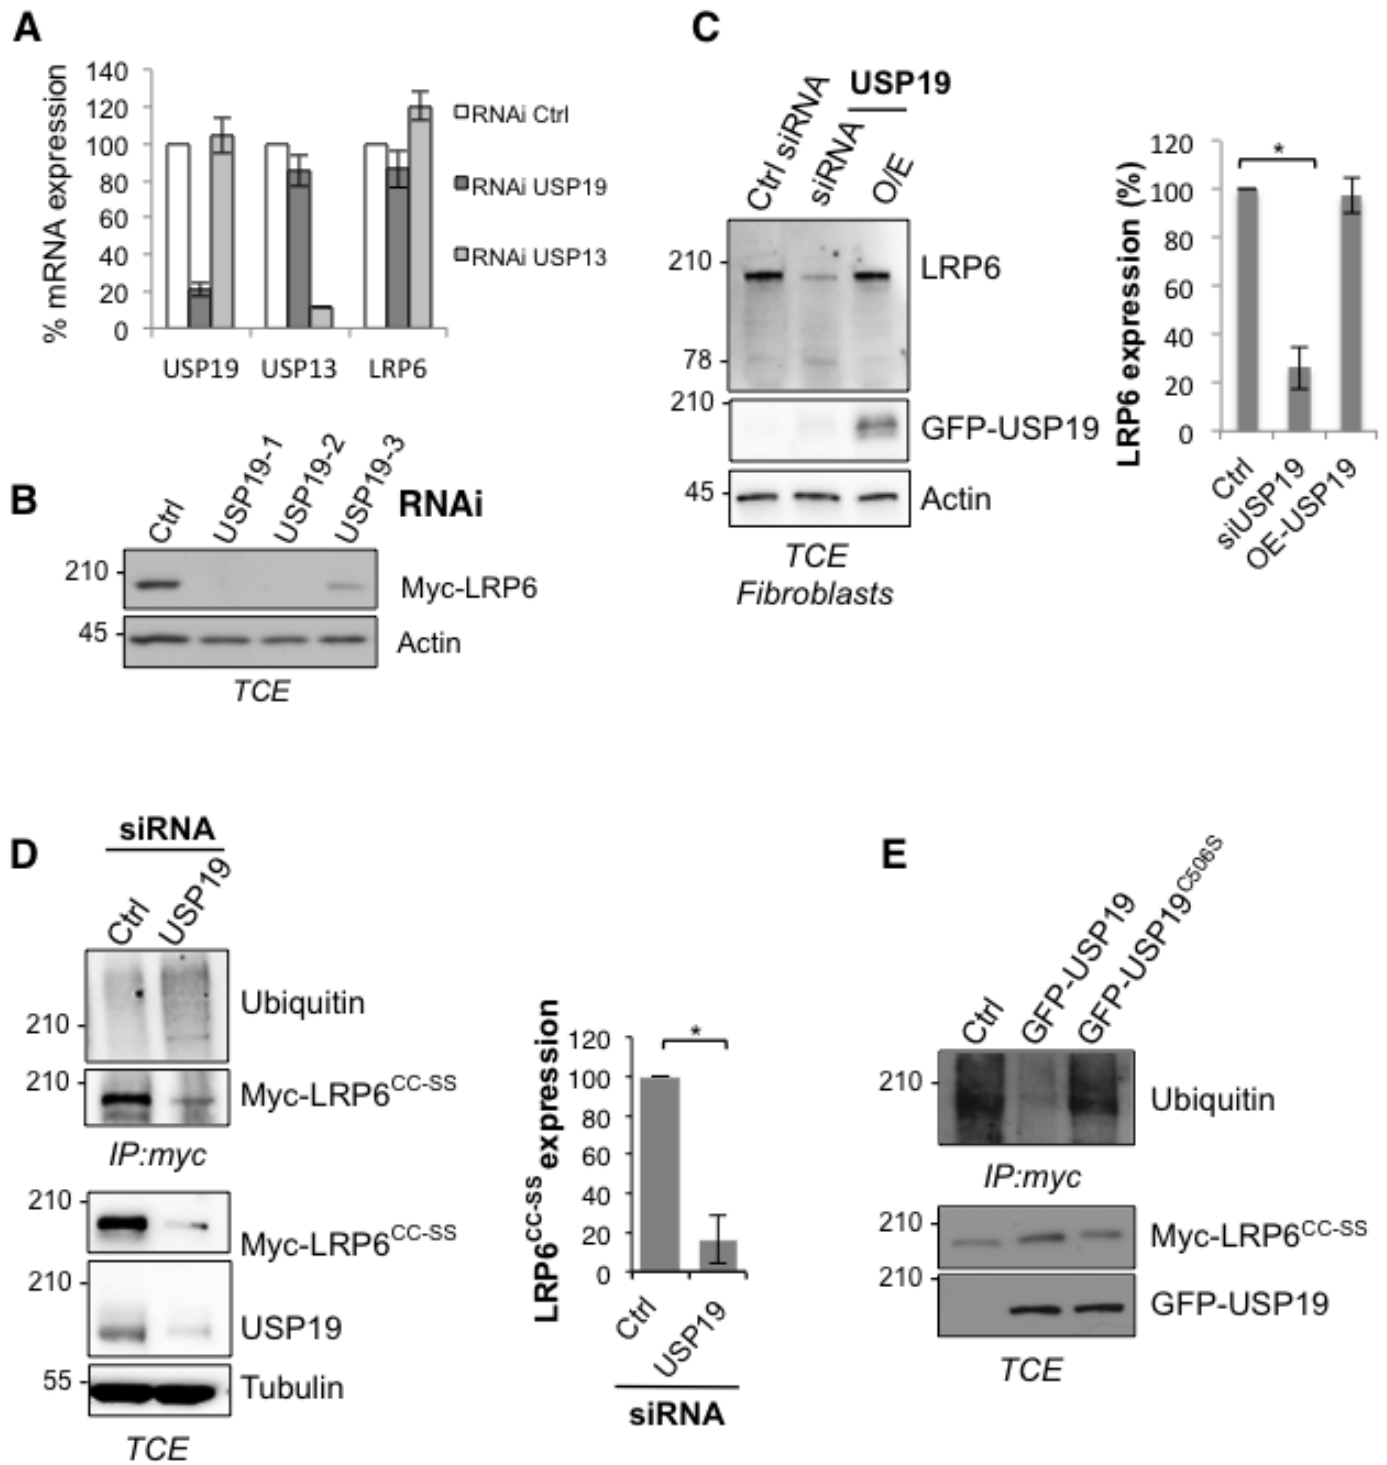 A
% mRNA expression
140
120
100
80
60
40
20
0
USP19 USP13 LRP6
RNAi Ctrl
RNAi USP19
RNAi USP13
B
Ctrl
USP19-1
USP19-2
USP19-3
RNAi
210
Myc-LRP6
45
Actin
TCE
C
USP19
Ctrl siRNA
siRNA
O/E
210
LRP6
78
210
GFP-USP19
45
Actin
TCE
Fibroblasts
LRP6 expression (%)
120
100
80
60
40
20
0
*
Ctrl
siUSP19
OE-USP19
D
siRNA
Ctrl
USP19
Ubiquitin
210
210
Myc-LRP6CC-SS
IP:myc
210
Myc-LRP6CC-SS
210
USP19
55
Tubulin
TCE
LRP6CC-SS expression
120
100
80
60
40
20
0
*
Ctrl
USP19
siRNA
E
Ctrl
GFP-USP19
GFP-USP19C506S
210
Ubiquitin
IP:myc
210
Myc-LRP6CC-SS
210
GFP-USP19
TCE